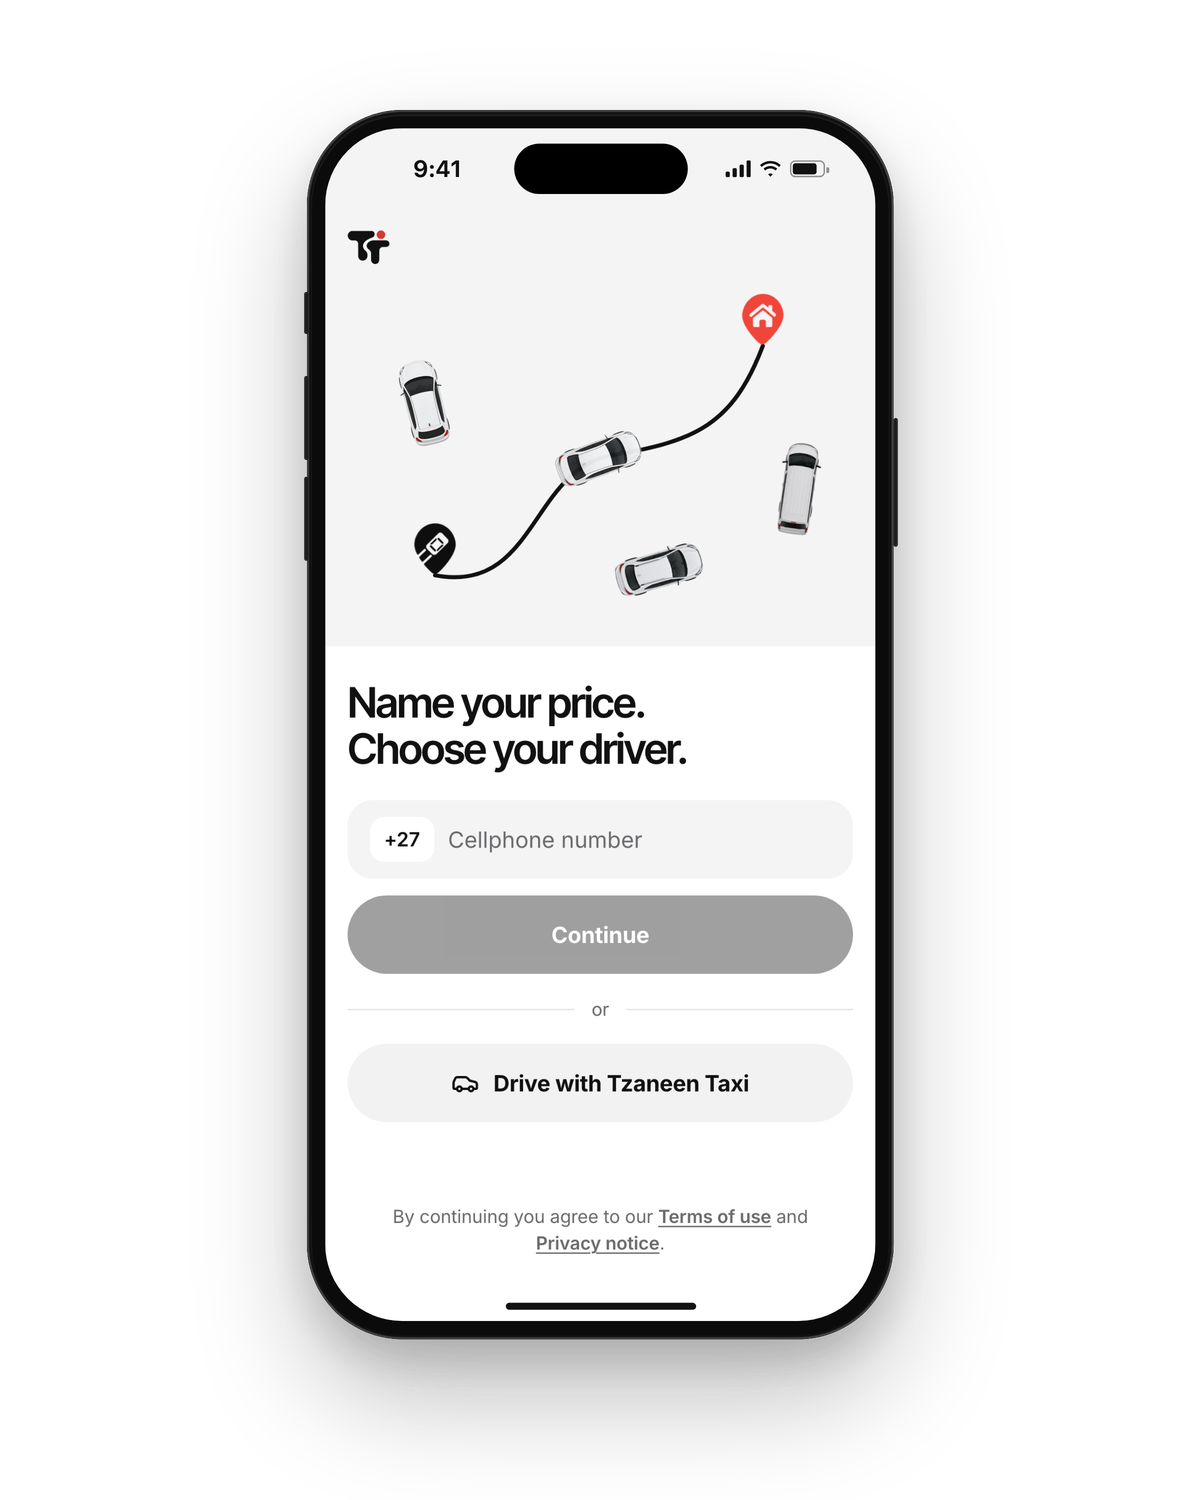 9:41
TT
Name your price.
Choose your driver.
+27 Cellphone number
Continue
or
Drive with Tzaneen Taxi
By continuing you agree to our Terms of use and
Privacy notice.